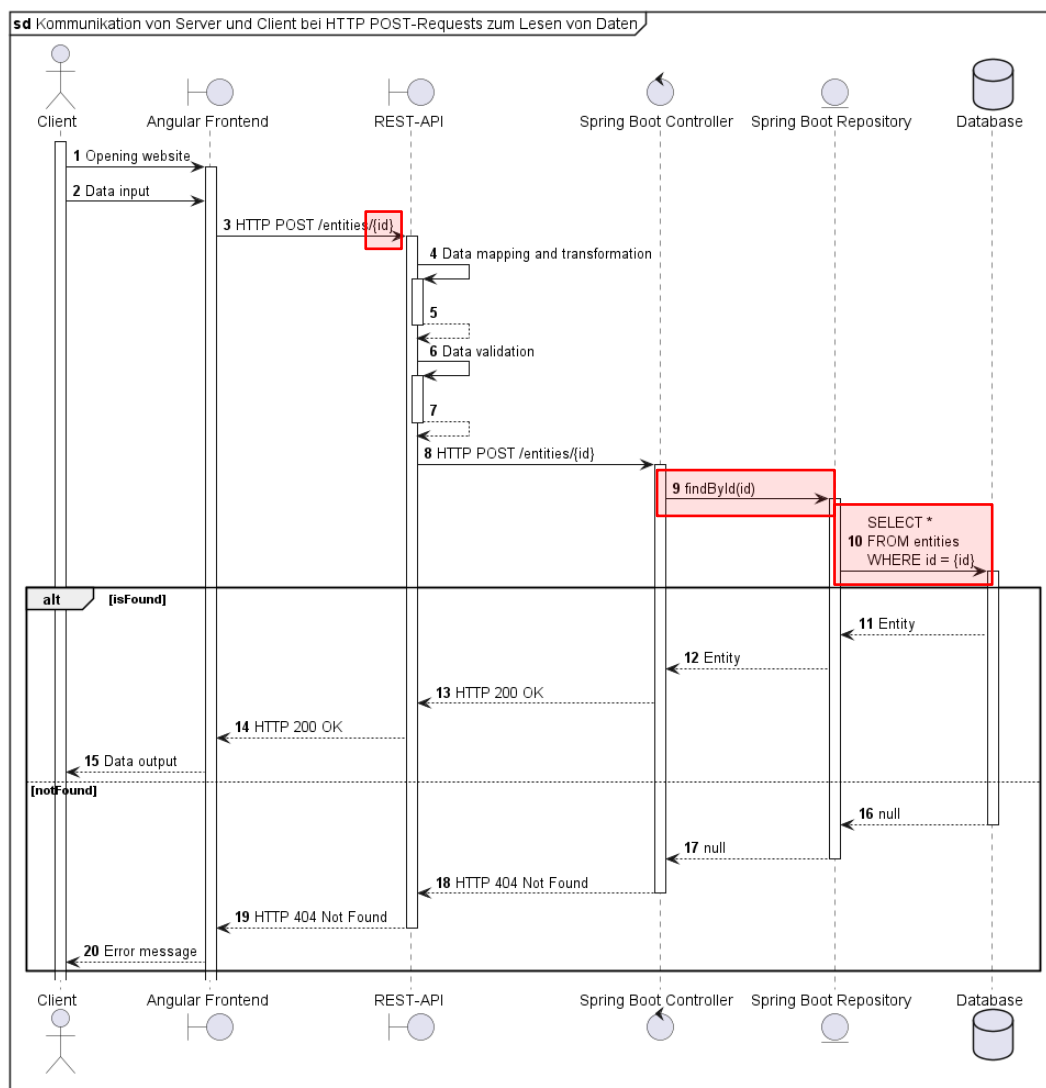 sd Kommunikation von Server und Client bei HTTP POST-Requests zum Lesen von Daten
Client
Angular Frontend
REST-API
Spring Boot Controller
Spring Boot Repository
Database
1 Opening website
2 Data input
3 HTTP POST /entities/{id}
4 Data mapping and transformation
5
6 Data validation
7
8 HTTP POST /entities/{id}
9 findById(id)
SELECT *
10 FROM entities
WHERE id = {id}
alt [isFound]
11 Entity
12 Entity
13 HTTP 200 OK
14 HTTP 200 OK
15 Data output
[notFound]
16 null
17 null
18 HTTP 404 Not Found
19 HTTP 404 Not Found
20 Error message
Client
Angular Frontend
REST-API
Spring Boot Controller
Spring Boot Repository
Database